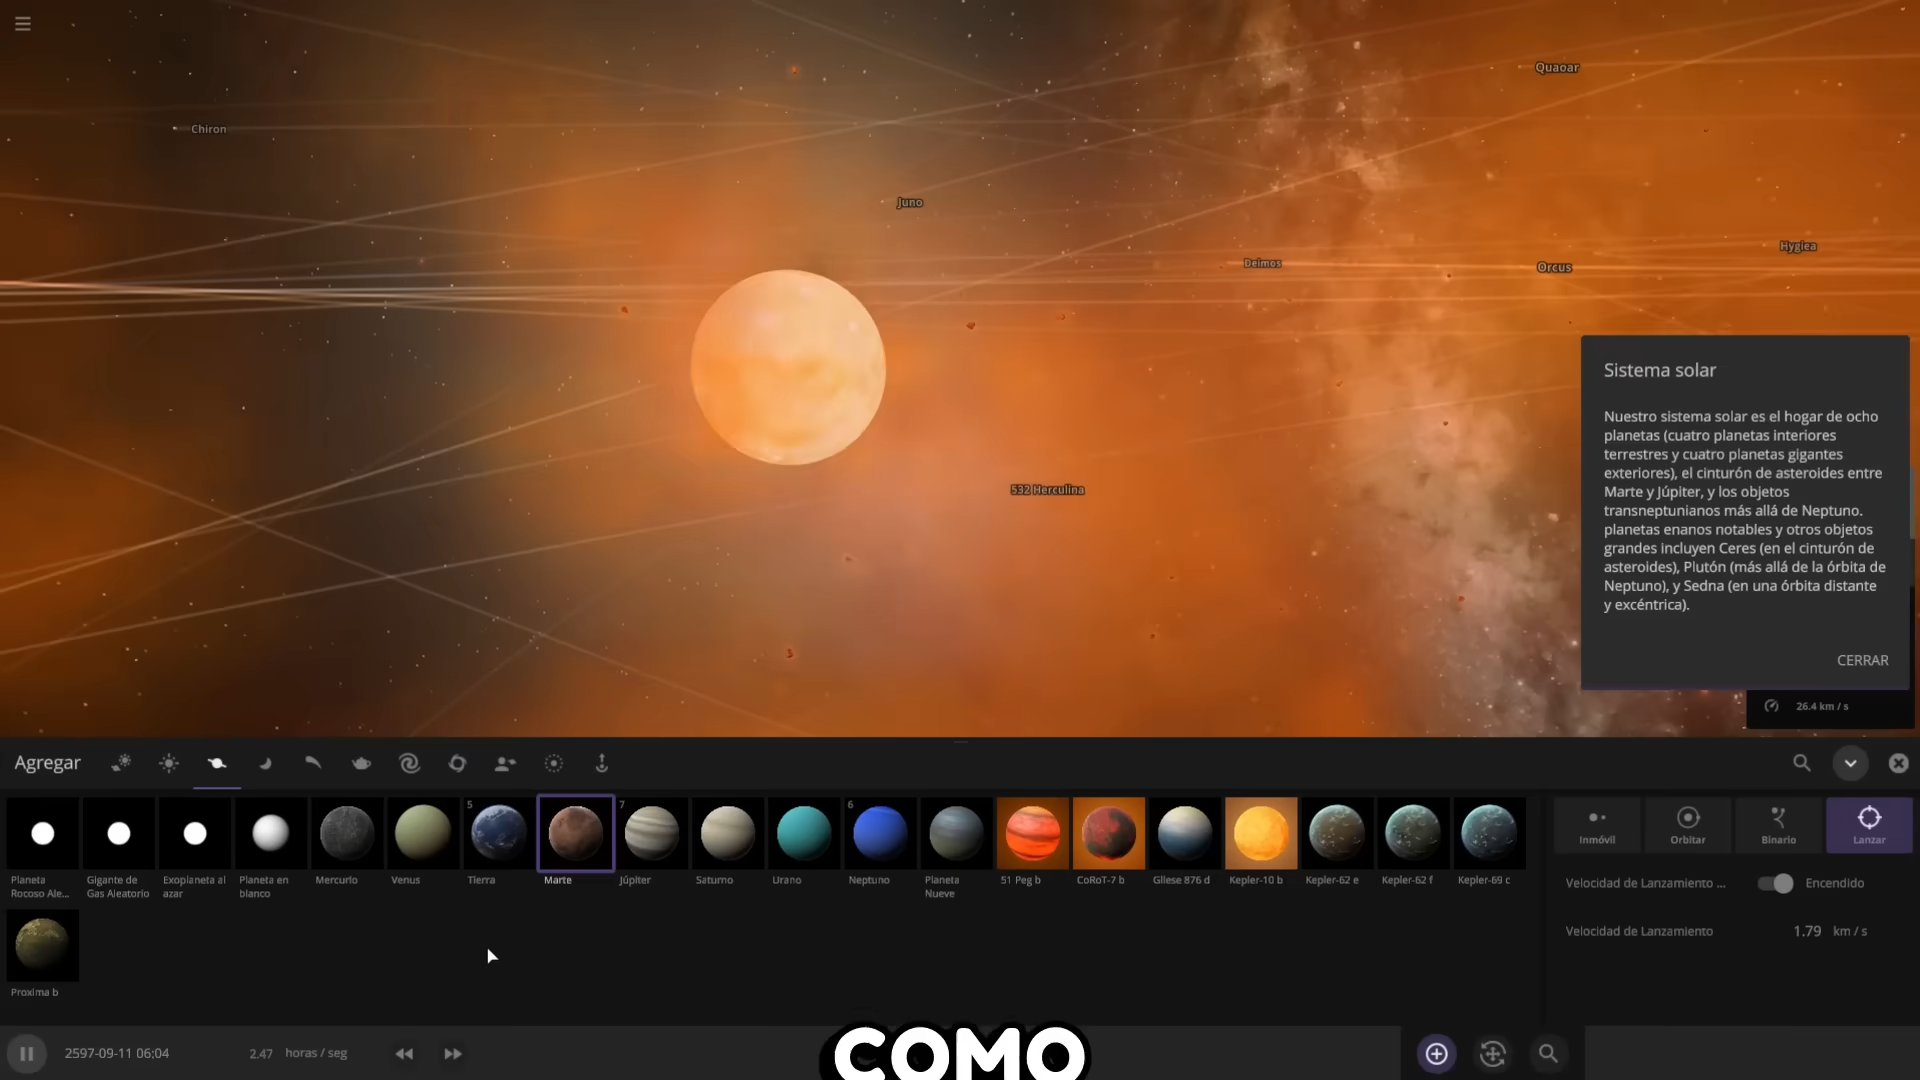 Quaoar
Chiron
Juno
Hygiea
Deimos
Orcus
532 Herculina
Sistema solar
Nuestro sistema solar es el hogar de ocho
planetas (cuatro planetas interiores
terrestres y cuatro planetas gigantes
exteriores), el cinturón de asteroides entre
Marte y Júpiter, y los objetos
transneptunianos más allá de Neptuno.
planetas enanos notables y otros objetos
grandes incluyen Ceres (en el cinturón de
asteroides), Plutón (más allá de la órbita de
Neptuno), y Sedna (en una órbita distante
y excéntrica).
CERRAR
26.4 km / s
Agregar
5
7
6
Planeta
Rocoso Ale...
Gigante de
Gas Aleatorio
Exoplaneta al
azar
Planeta en
blanco
Mercurio
Venus
Tierra
Marte
Júpiter
Saturno
Urano
Neptuno
Planeta
Nueve
51 Peg b
CoRoT-7 b
Gliese 876 d
Kepler-10 b
Kepler-62 e
Kepler-62 f
Kepler-69 c
Proxima b
Inmóvil
Orbitar
Binario
Lanzar
Velocidad de Lanzamiento ...
Encendido
Velocidad de Lanzamiento
1.79 km / s
2597-09-11 06:04
2.47 horas / seg
COMO